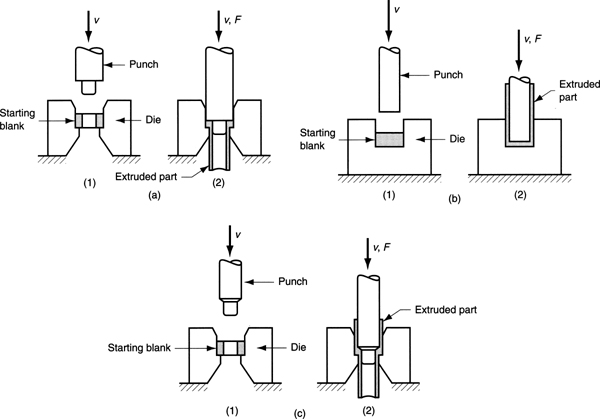 v
v, F
Punch
Starting
blank
Die
Extruded part
(1)
(a)
(2)
v
v, F
Punch
Extruded
part
Starting
blank
Die
(1)
(b)
(2)
v
v, F
Punch
Extruded part
Starting blank
Die
(1)
(c)
(2)